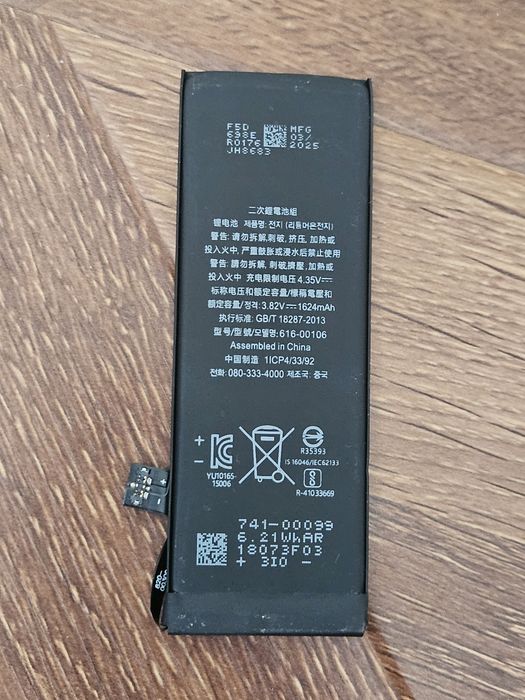 F5D
698E
R0176
JH8683
MFG
03/
2025
二次鋰電池組
锂电池 제품명: 전지 (리튬이온전지)
警告: 请勿拆解,刺破, 挤压, 加热或
投入火中, 严重鼓胀或浸水后禁止使用
警告: 請勿拆解, 刺破, 擠壓, 加熱或
投入火中 充电限制电压 4.35V⎓
标称电压和额定容量/標稱電壓和
額定容量: 3.82V⎓1624mAh
执行标准: GB/T 18287-2013
型号/型號/모델명: 616-00106
Assembled in China
中国制造 1ICP4/33/92
전화: 080-333-4000 제조국: 중국
+
-
YU10165-
15006
R35393
IS 16046/IEC62133
R-41033669
741-00099
6.21WhAR
18073F03
+ 3IO -
820-